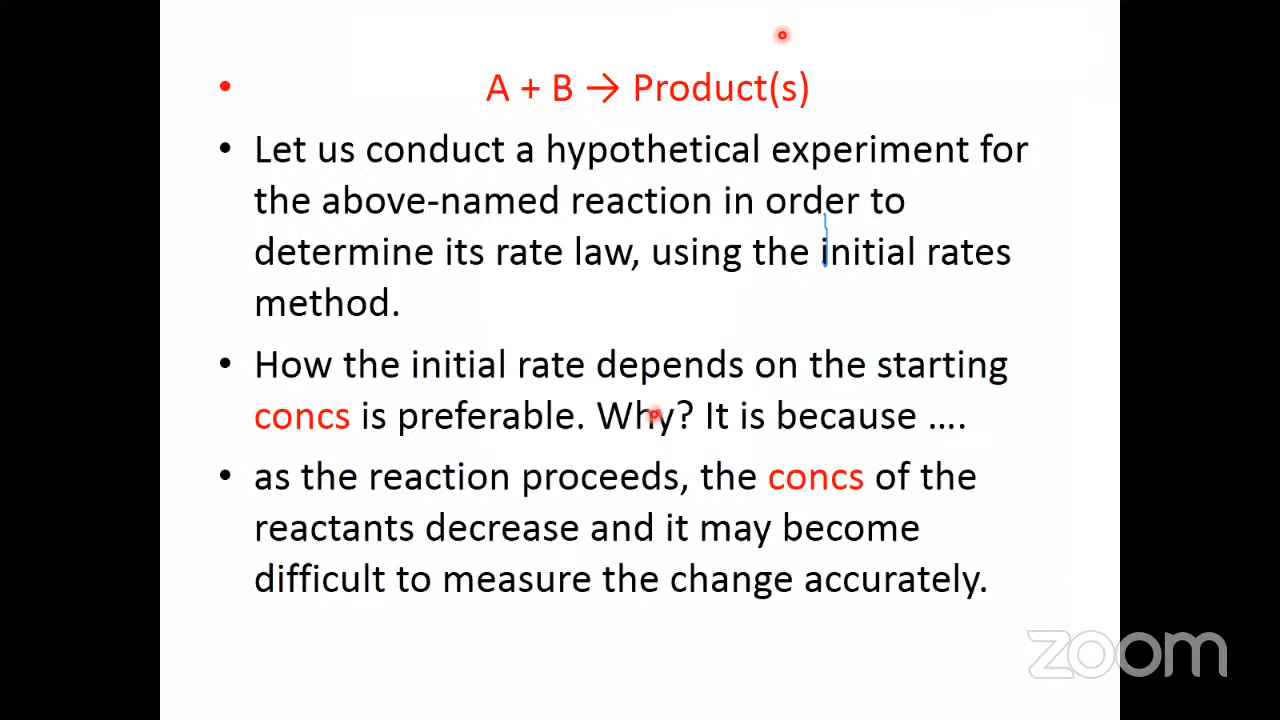 • A + B → Product(s)
• Let us conduct a hypothetical experiment for
the above-named reaction in order to
determine its rate law, using the initial rates
method.
• How the initial rate depends on the starting
concs is preferable. Why? It is because ….
• as the reaction proceeds, the concs of the
reactants decrease and it may become
difficult to measure the change accurately.
zoom